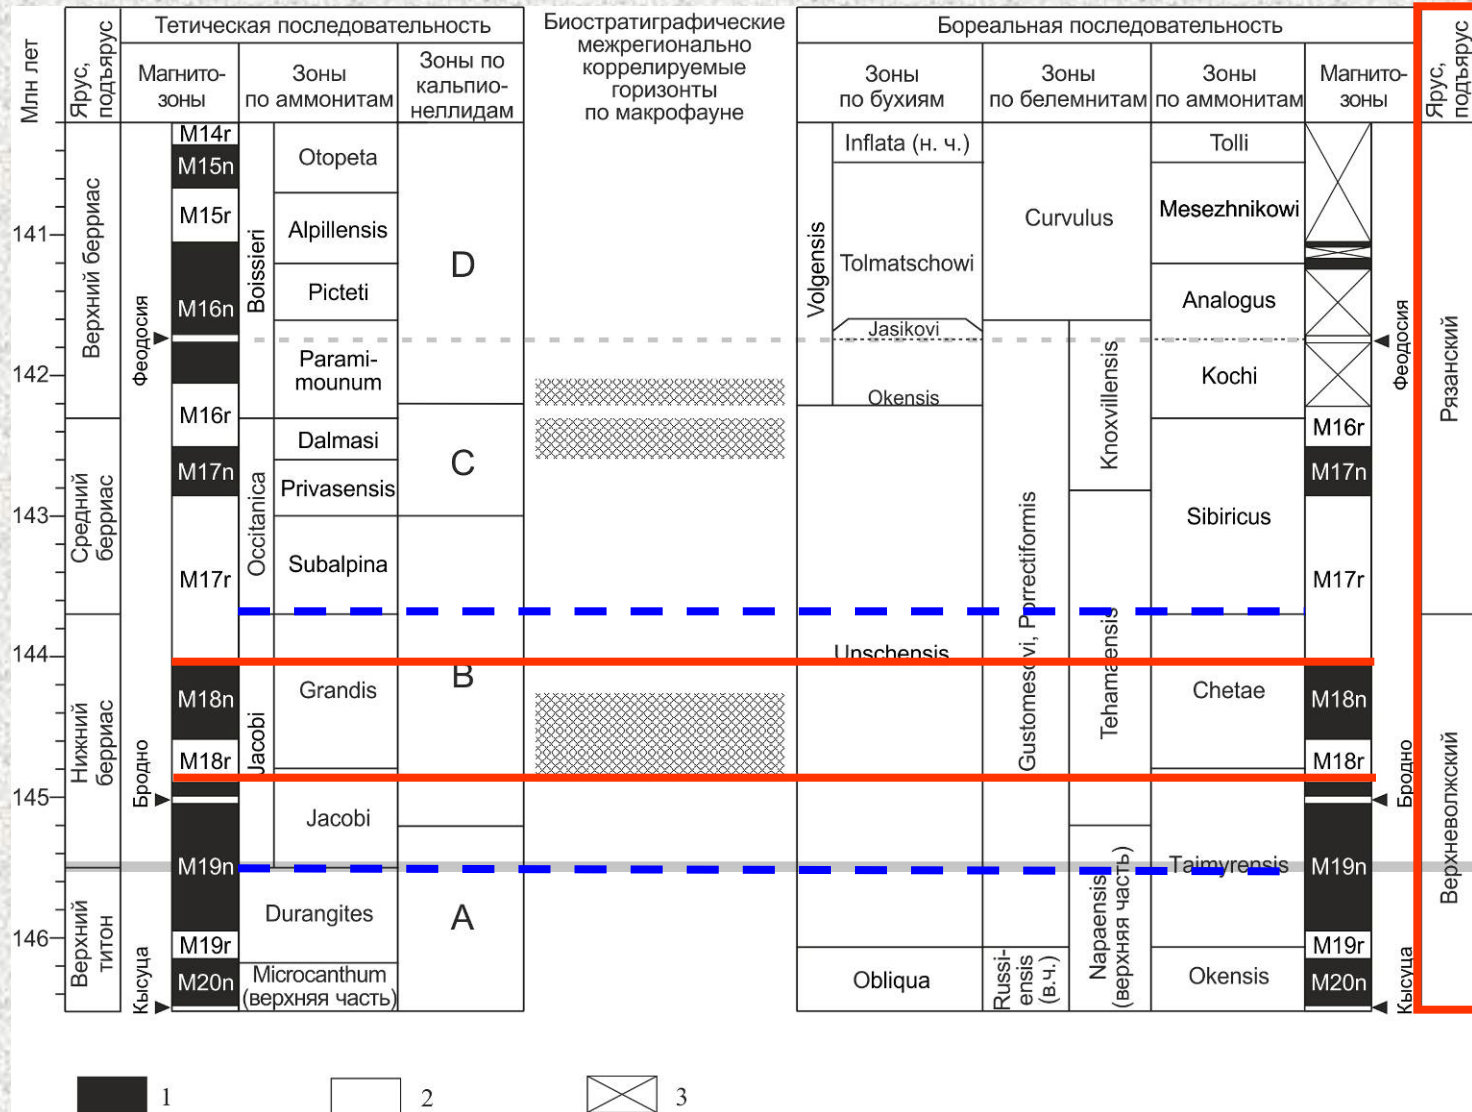 Млн лет
Ярус,
подъярус
Тетическая последовательность
Магнито-
зоны
Зоны
по аммонитам
Зоны по
кальпио-
неллидам
Биостратиграфические
межрегионально
коррелируемые
горизонты
по макрофауне
Бореальная последовательность
Зоны
по бухиям
Зоны
по белемнитам
Зоны
по аммонитам
Магнито-
зоны
Ярус,
подъярус
141
142
143
144
145
146
Верхний берриас
Средний
берриас
Нижний
берриас
Верхний
титон
Феодосия
Бродно
Кысуца
M14r
M15n
M15r
M16n
M16r
M17n
M17r
M18n
M18r
M19n
M19r
M20n
Boissieri
Occitanica
Jacobi
Otopeta
Alpillensis
Picteti
Parami-
mounum
Dalmasi
Privasensis
Subalpina
Grandis
Jacobi
Durangites
Microcanthum
(верхняя часть)
D
C
B
A
Volgensis
Inflata (н. ч.)
Tolmatschowi
Jasikovi
Okensis
Unschensis
Obliqua
Curvulus
Gustomesovi, Porrectiformis
Russi-
ensis
(в.ч.)
Knoxvillensis
Tehamaensis
Napaensis
(верхняя часть)
Tolli
Mesezhnikowi
Analogus
Kochi
Sibiricus
Chetae
Taimyrensis
Okensis
M16r
M17n
M17r
M18n
M18r
M19n
M19r
M20n
Феодосия
Бродно
Кысуца
Рязанский
Верхневолжский
1
2
3